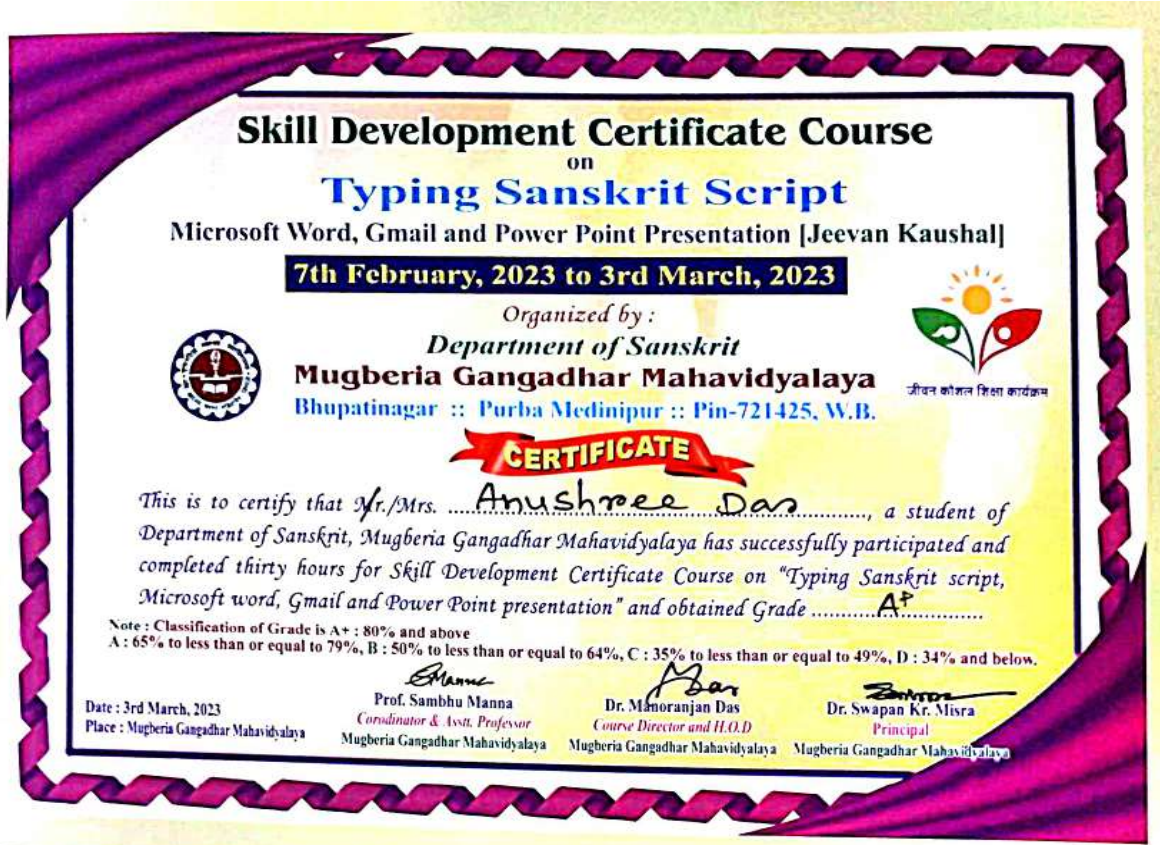 Skill Development Certificate Course
on
Typing Sanskrit Script
Microsoft Word, Gmail and Power Point Presentation [Jeevan Kaushal]
7th February, 2023 to 3rd March, 2023
Organized by :
Department of Sanskrit
Mugberia Gangadhar Mahavidyalaya
Bhupatinagar :: Purba Medinipur :: Pin-721425, W.B.
जीवन कौशल शिक्षा कार्यक्रम
CERTIFICATE
This is to certify that Mr./Mrs. Anushree Das, a student of
Department of Sanskrit, Mugberia Gangadhar Mahavidyalaya has successfully participated and
completed thirty hours for Skill Development Certificate Course on "Typing Sanskrit script,
Microsoft word, Gmail and Power Point presentation" and obtained Grade A+
Note : Classification of Grade is A+ : 80% and above
A : 65% to less than or equal to 79%, B : 50% to less than or equal to 64%, C : 35% to less than or equal to 49%, D : 34% and below.
Date : 3rd March, 2023
Place : Mugberia Gangadhar Mahavidyalaya
SManna
Prof. Sambhu Manna
Corodinator & Asstt. Professor
Mugberia Gangadhar Mahavidyalaya
Dr. Manoranjan Das
Course Director and H.O.D
Mugberia Gangadhar Mahavidyalaya
Dr. Swapan Kr. Misra
Principal
Mugberia Gangadhar Mahavidyalaya